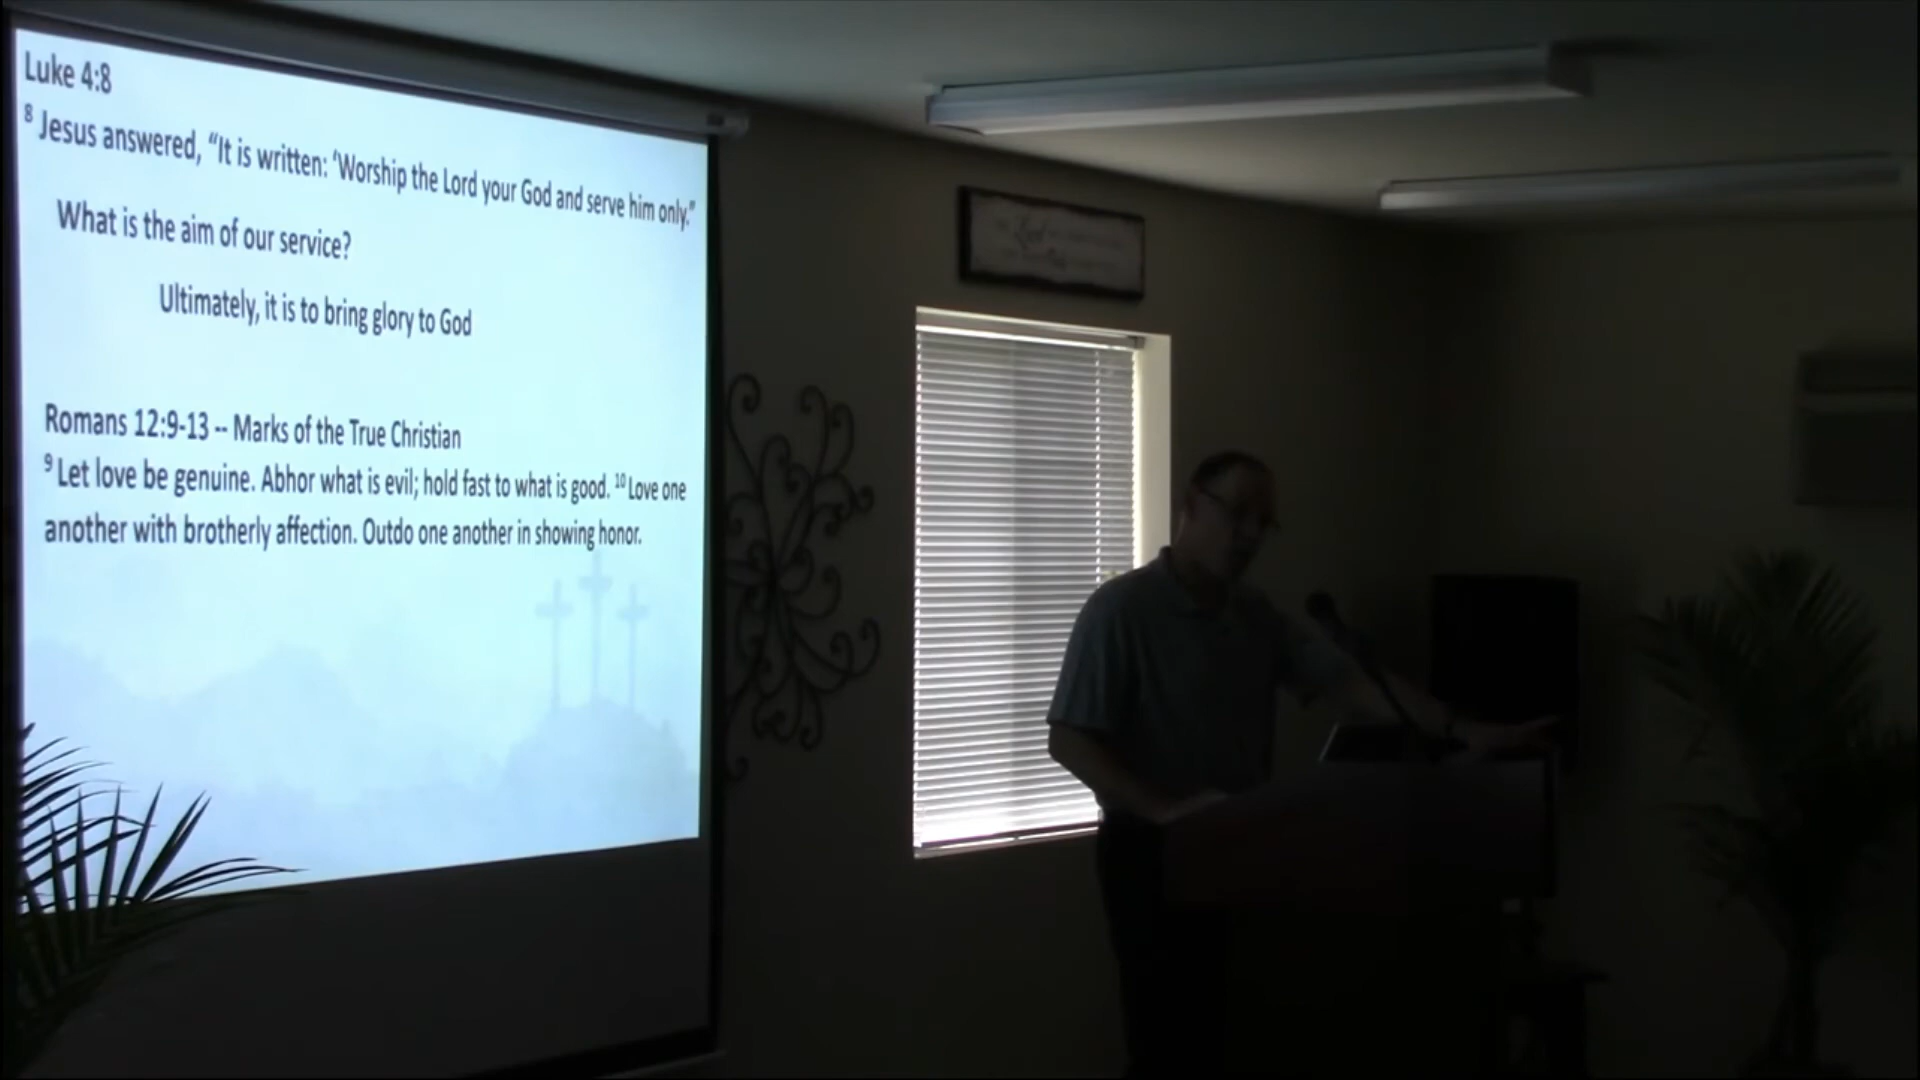 Luke 4:8
⁸ Jesus answered, “It is written: ‘Worship the Lord your God and serve him only.”
What is the aim of our service?
Ultimately, it is to bring glory to God
Romans 12:9-13 -- Marks of the True Christian
⁹ Let love be genuine. Abhor what is evil; hold fast to what is good. ¹⁰ Love one
another with brotherly affection. Outdo one another in showing honor.
Lord